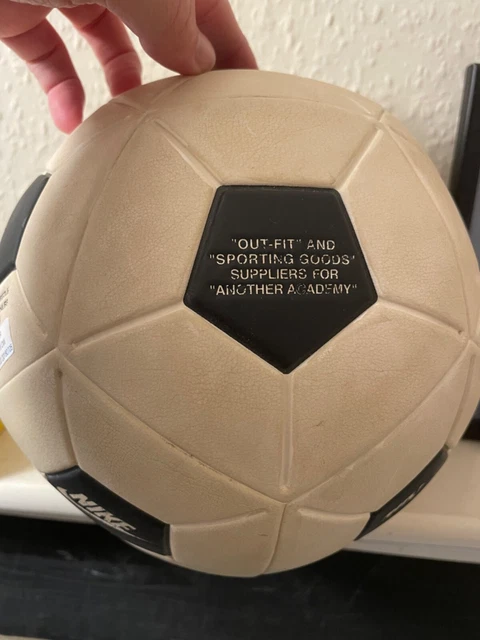 "OUT-FIT" AND
"SPORTING GOODS"
SUPPLIERS FOR
"ANOTHER ACADEMY"
NIKE